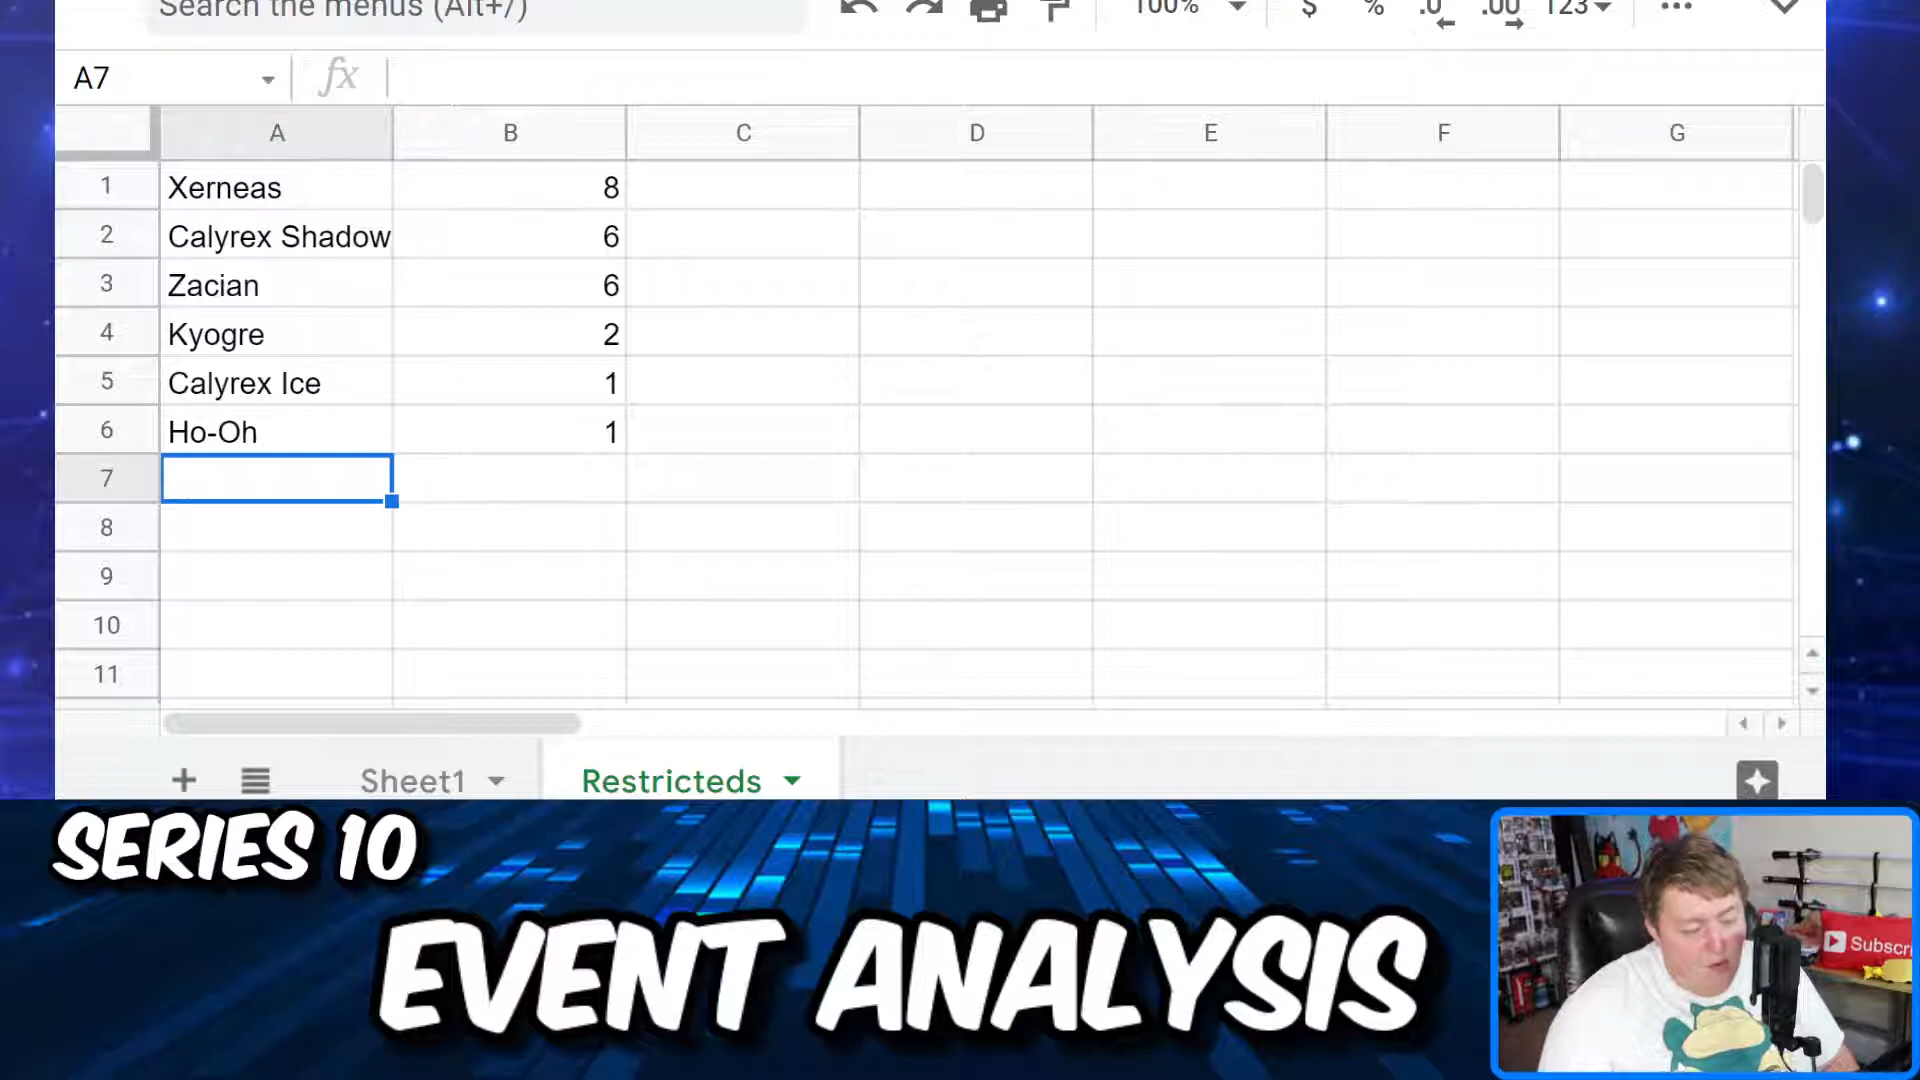 Search the menus (Alt+/)
100% $ % .0 .00 123
A7 fx
A B C D E F G
1 Xerneas 8
2 Calyrex Shadow 6
3 Zacian 6
4 Kyogre 2
5 Calyrex Ice 1
6 Ho-Oh 1
7
8
9
10
11
Sheet1 Restricteds
SERIES 10
EVENT ANALYSIS
Subscr